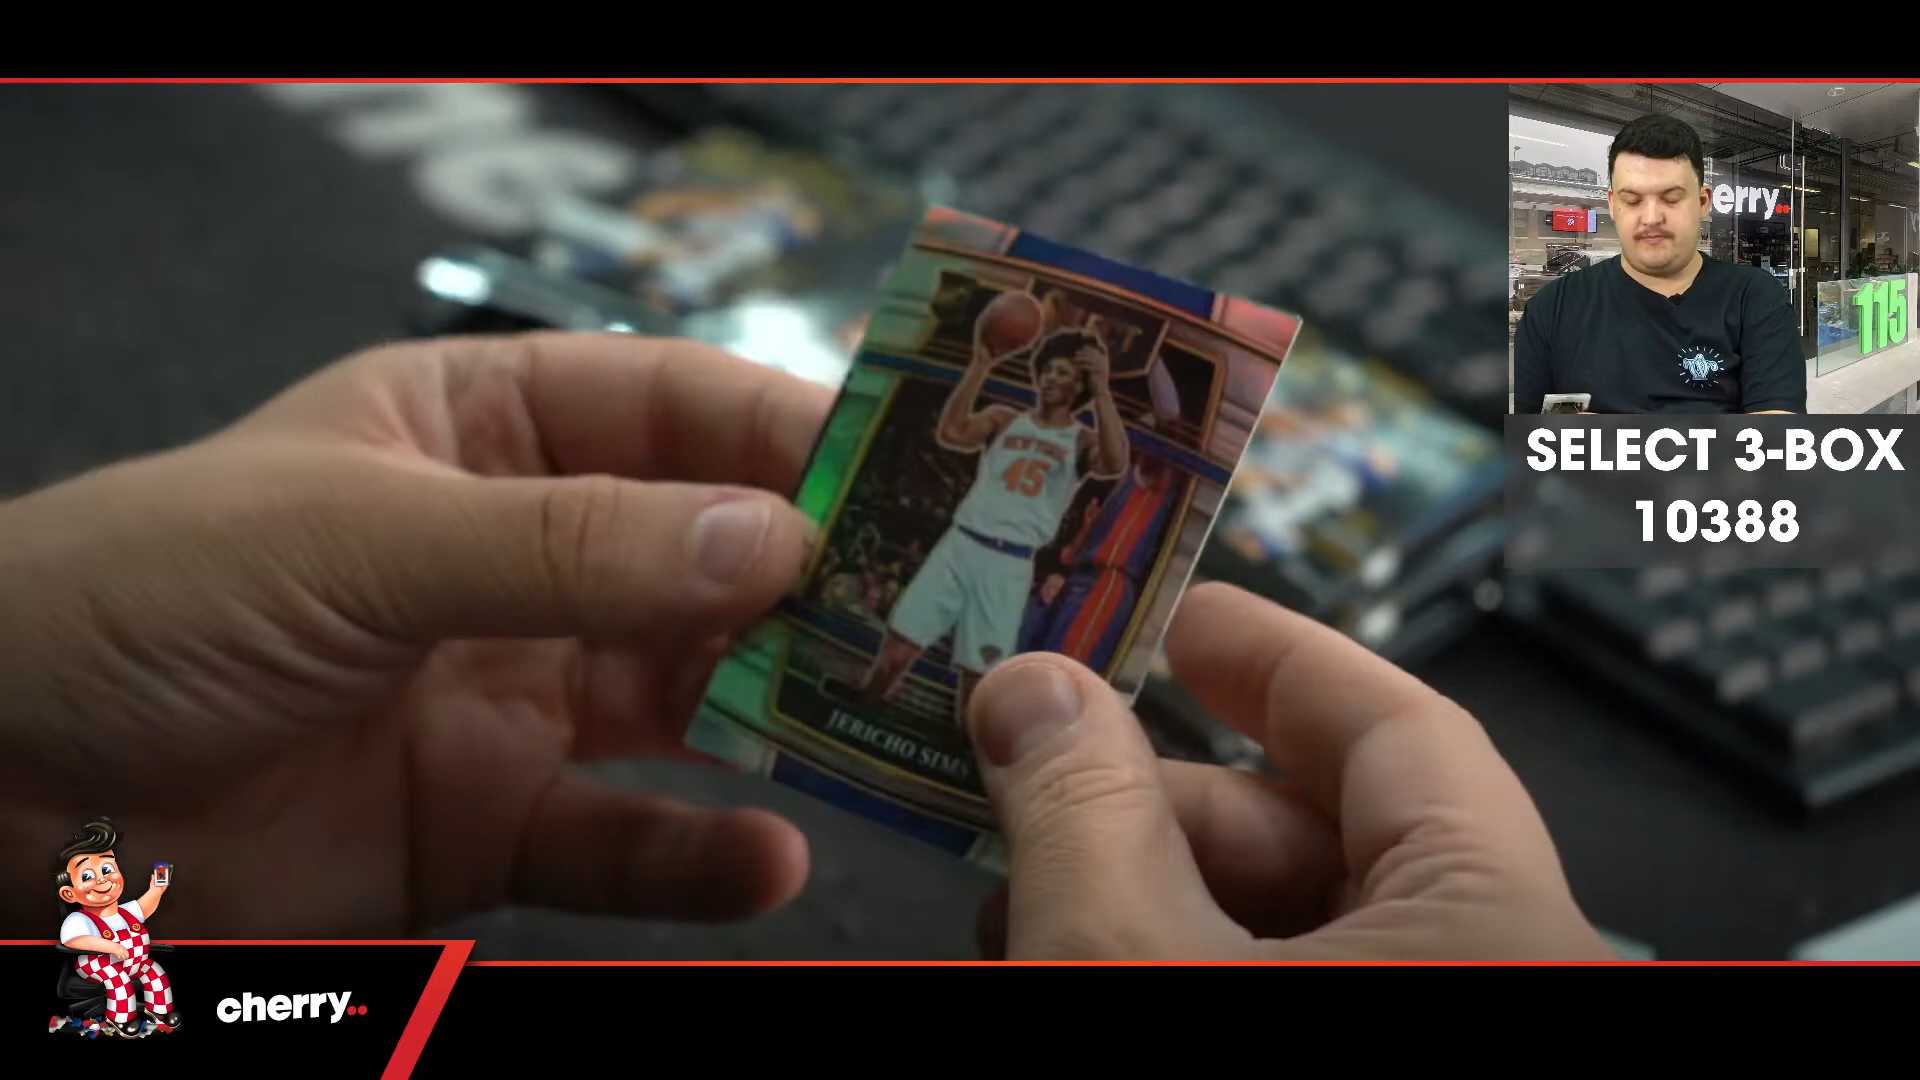 erry..
115
SELECT 3-BOX
10388
NEW YORK
45
JERICHO SIMS
cherry..